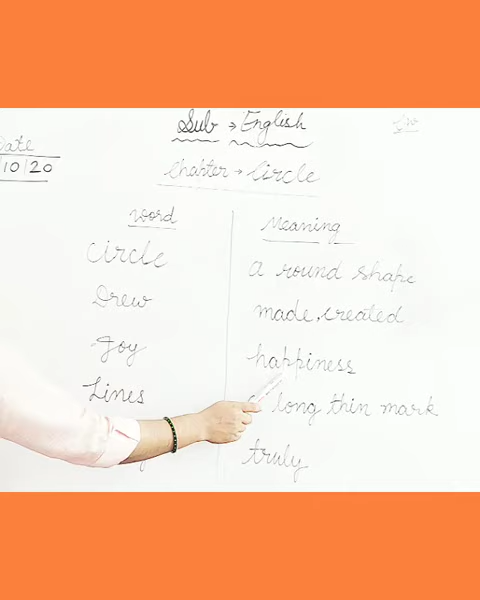 Sub → English
Date
10/20
Chapter → Circle
Word Meaning
Circle a round shape
Drew made, created
Joy happiness
Lines long thin mark
truly